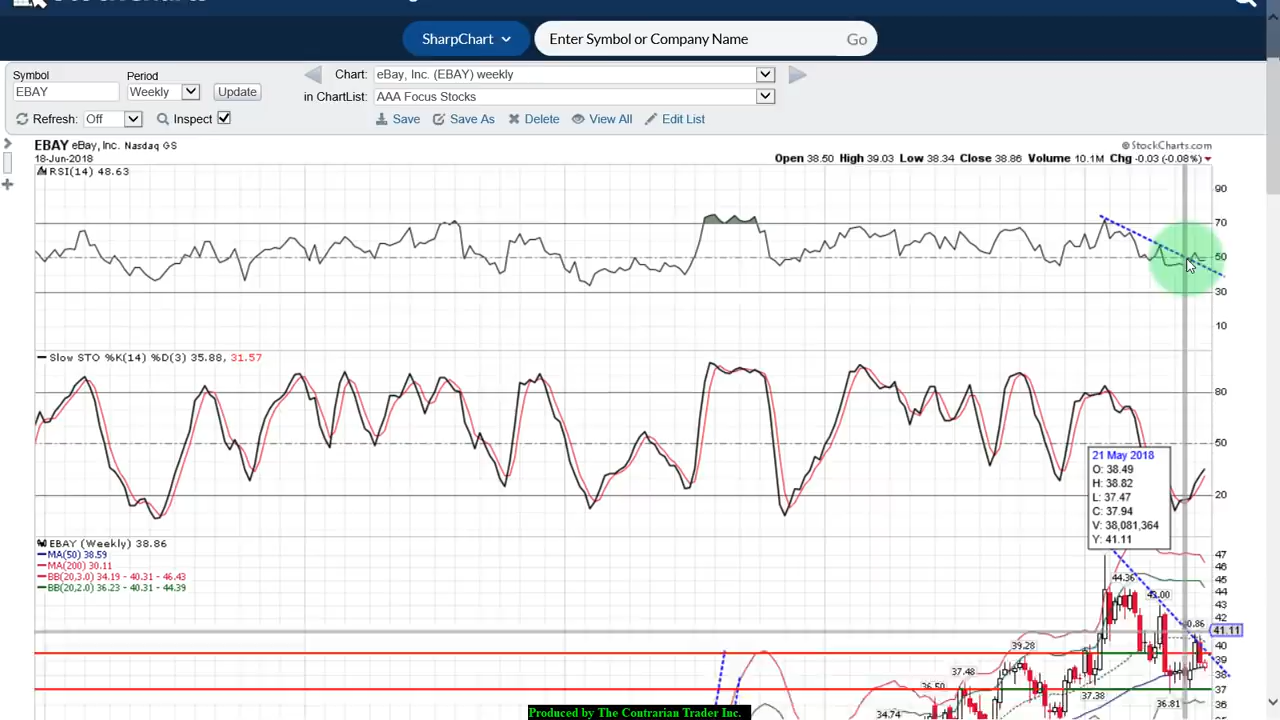 SharpChart
Enter Symbol or Company Name
Go
Symbol
Period
Chart:
eBay, Inc. (EBAY) weekly
EBAY
Weekly
Update
in ChartList:
AAA Focus Stocks
Refresh:
Off
Inspect
Save
Save As
Delete
View All
Edit List
EBAY eBay, Inc. Nasdaq GS
© StockCharts.com
18-Jun-2018
Open 38.50 High 39.03 Low 38.34 Close 38.86 Volume 10.1M Chg -0.03 (-0.08%)
RSI(14) 48.63
90
70
50
30
10
Slow STO %K(14) %D(3) 35.88, 31.57
80
50
20
21 May 2018
O: 38.49
H: 38.82
L: 37.47
C: 37.94
V: 38,081,364
Y: 41.11
EBAY (Weekly) 38.86
MA(50) 38.59
MA(200) 30.11
BB(20,3.0) 34.19 - 40.31 - 46.43
BB(20,2.0) 36.23 - 40.31 - 44.39
47
46
45
44
43
42
41.11
40
39
38
37
36
44.36
43.00
39.28
37.48
36.50
34.74
37.38
36.81
Produced by The Contrarian Trader Inc.